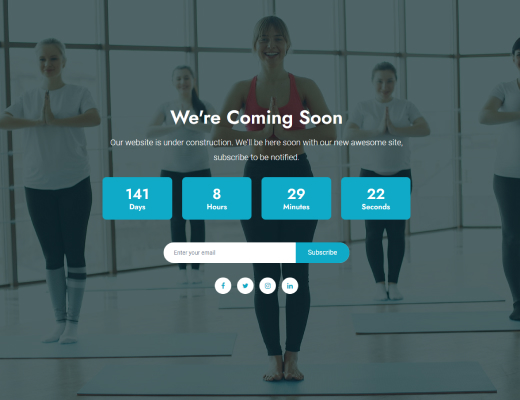 We're Coming Soon
Our website is under construction. We'll be here soon with our new awesome site,
subscribe to be notified.
141 8 29 22
Days Hours Minutes Seconds
Enter your email Subscribe